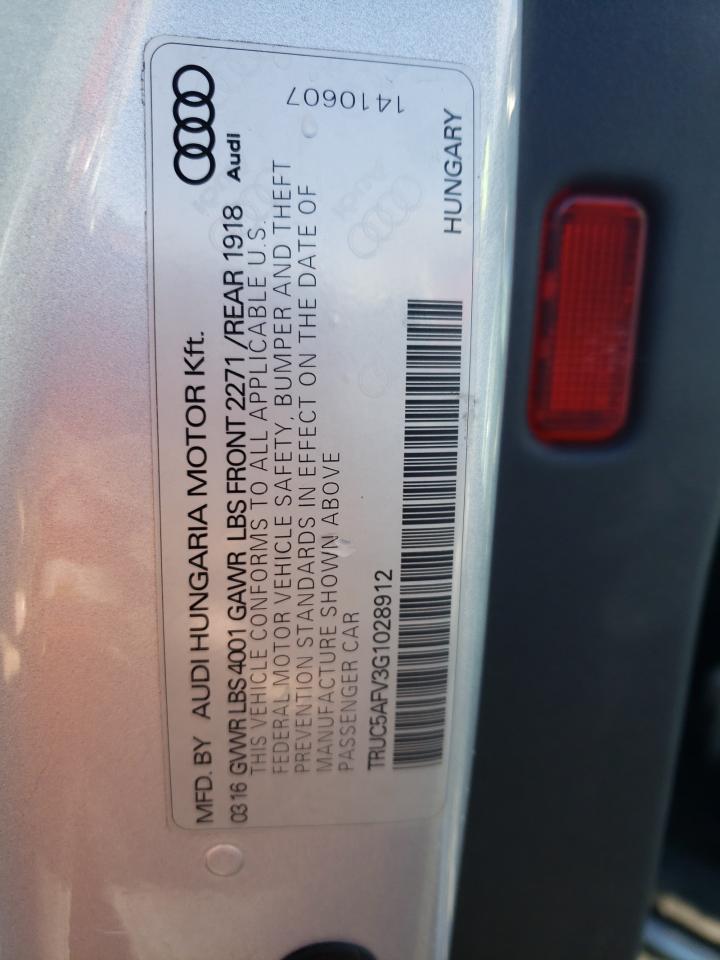 MFD. BY AUDI HUNGARIA MOTOR Kft.
Audi
03 16 GVWR LBS 4001 GAWR LBS FRONT 2271 /REAR 1918
THIS VEHICLE CONFORMS TO ALL APPLICABLE U.S.
FEDERAL MOTOR VEHICLE SAFETY, BUMPER AND THEFT
PREVENTION STANDARDS IN EFFECT ON THE DATE OF
MANUFACTURE SHOWN ABOVE
PASSENGER CAR
1410607
TRUC5AFV3G1028912
HUNGARY